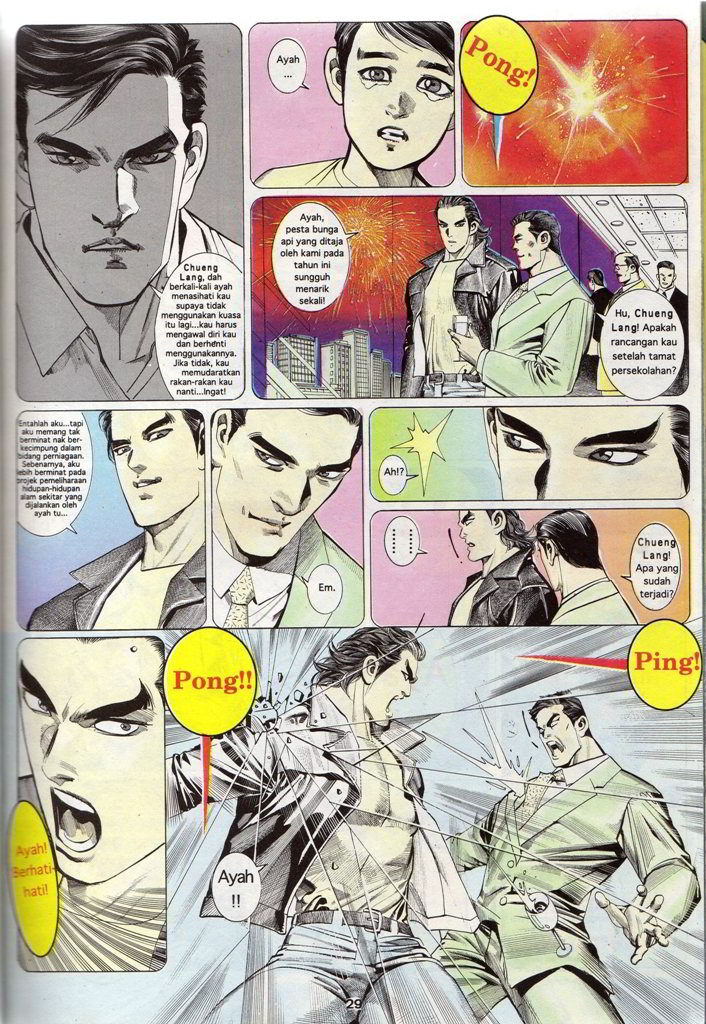 Chueng
Lang, dah
berkali-kali ayah
menasihati kau
supaya tidak
menggunakan kuasa
itu lagi...kau harus
mengawal diri kau
dan berhenti
menggunakannya.
Jika tidak, kau
memudaratkan
rakan-rakan kau
nanti...Ingat!
Ayah
...
Pong!
Ayah,
pesta bunga
api yang ditaja
oleh kami pada
tahun ini
sungguh
menarik
sekali!
Hu, Chueng
Lang! Apakah
rancangan kau
setelah tamat
persekolahan?
Entahlah aku...tapi
aku memang tak
berminat nak ber-
kecimpung dalam
bidang perniagaan.
Sebenarnya, aku
lebih berminat pada
projek pemeliharaan
hidupan-hidupan
alam sekitar yang
dijalankan oleh
ayah tu...
Em.
Ah!?
Chueng
Lang!
Apa yang
sudah
terjadi?
Ayah!
Berhati-
hati!
Pong!!
Ping!
Ayah
!!
29